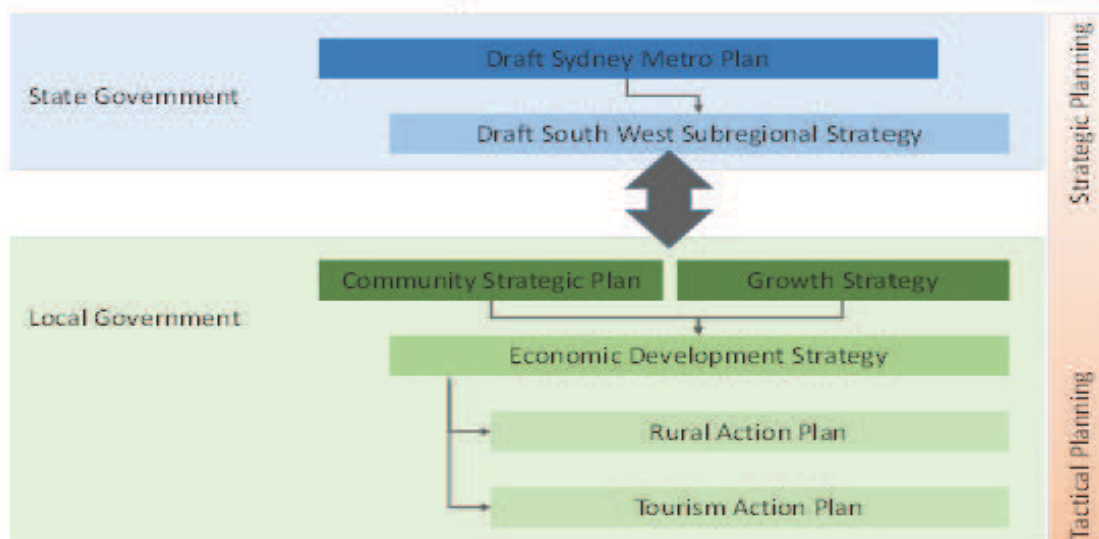 Draft Sydney Metro Plan
State Government
Draft South West Subregional Strategy
Strategic Planning
Community Strategic Plan
Growth Strategy
Local Government
Economic Development Strategy
Rural Action Plan
Tourism Action Plan
Tactical Planning